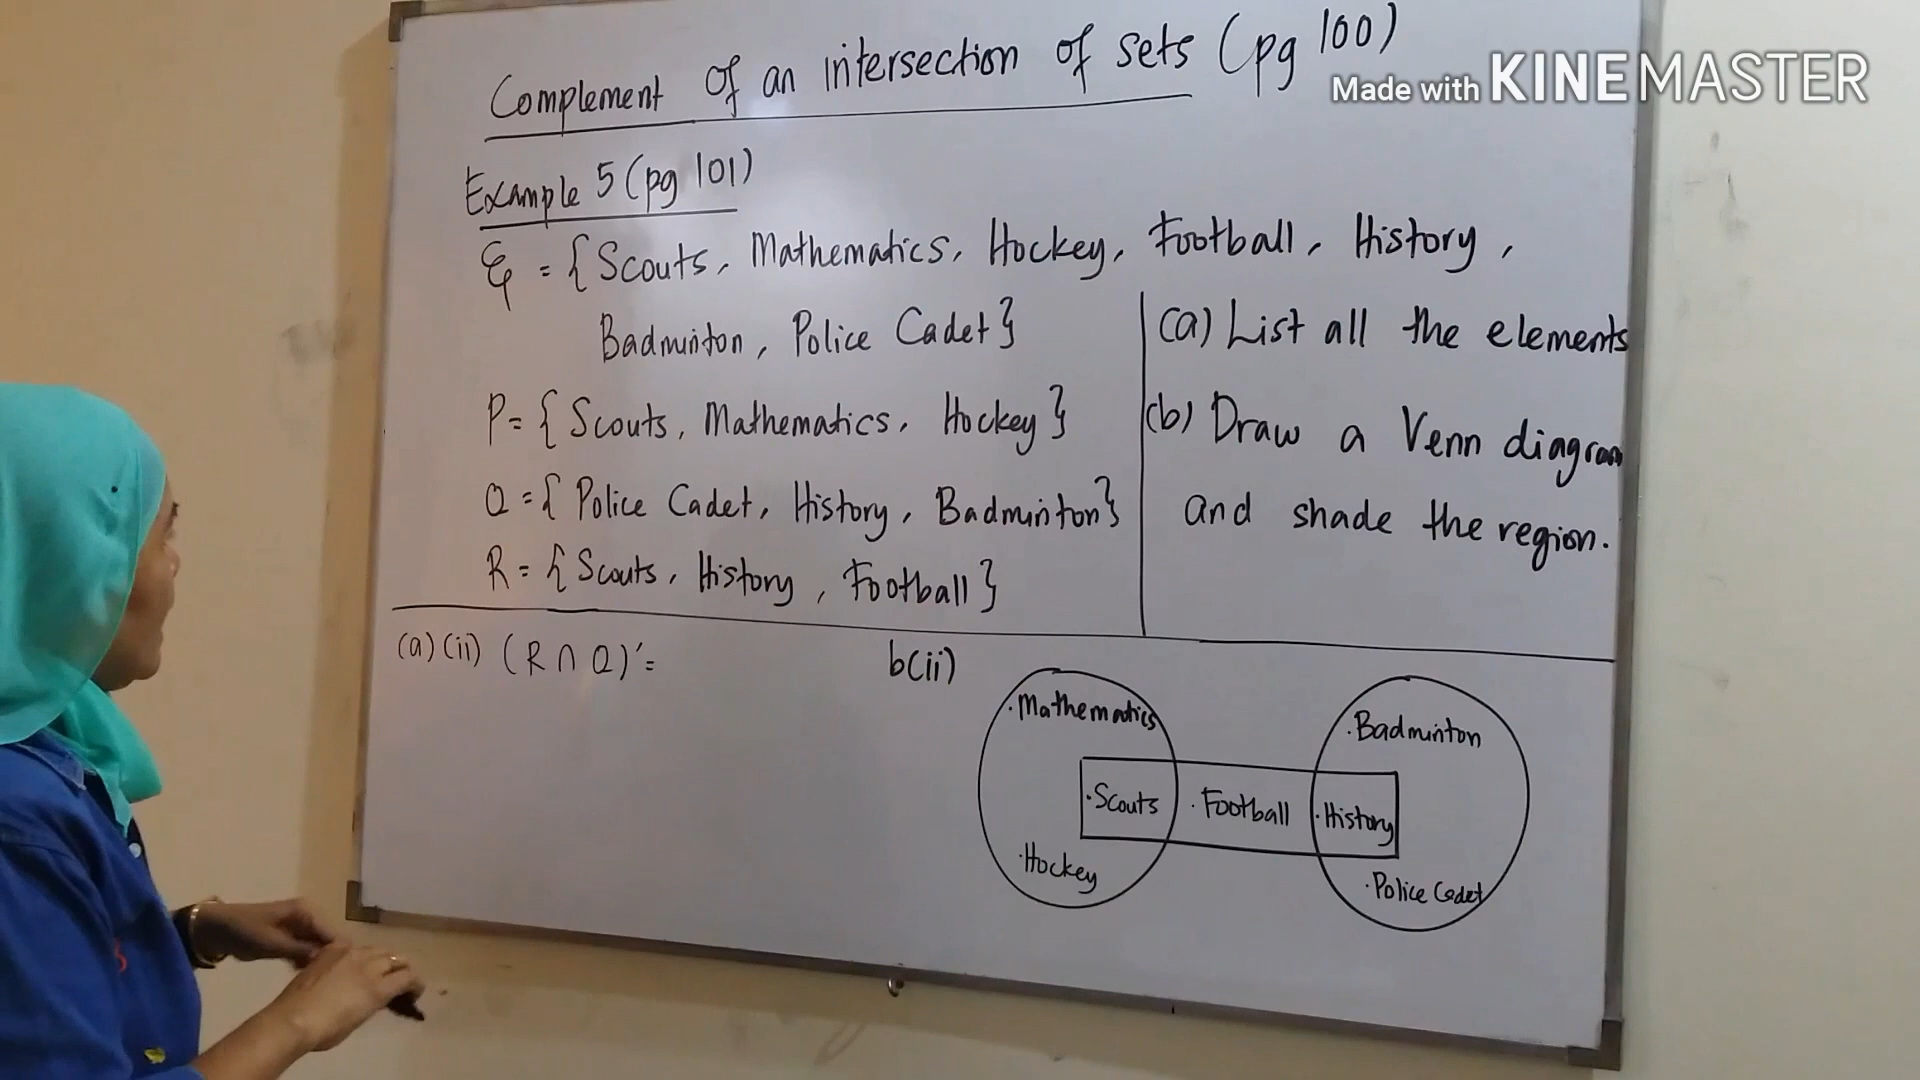 Complement of an intersection of sets (pg 100)
Made with KINEMASTER
Example 5 (pg 101)
ξ = { Scouts, Mathematics, Hockey, Football, History,
Badminton, Police Cadet }
P = { Scouts, Mathematics, Hockey }
Q = { Police Cadet, History, Badminton }
R = { Scouts, History, Football }
(a) List all the elements
(b) Draw a Venn diagram
and shade the region.
(a) (ii) (R ∩ Q)' =
b(ii)
·Mathematics
·Scouts
·Hockey
·Football
·Badminton
·History
·Police Cadet